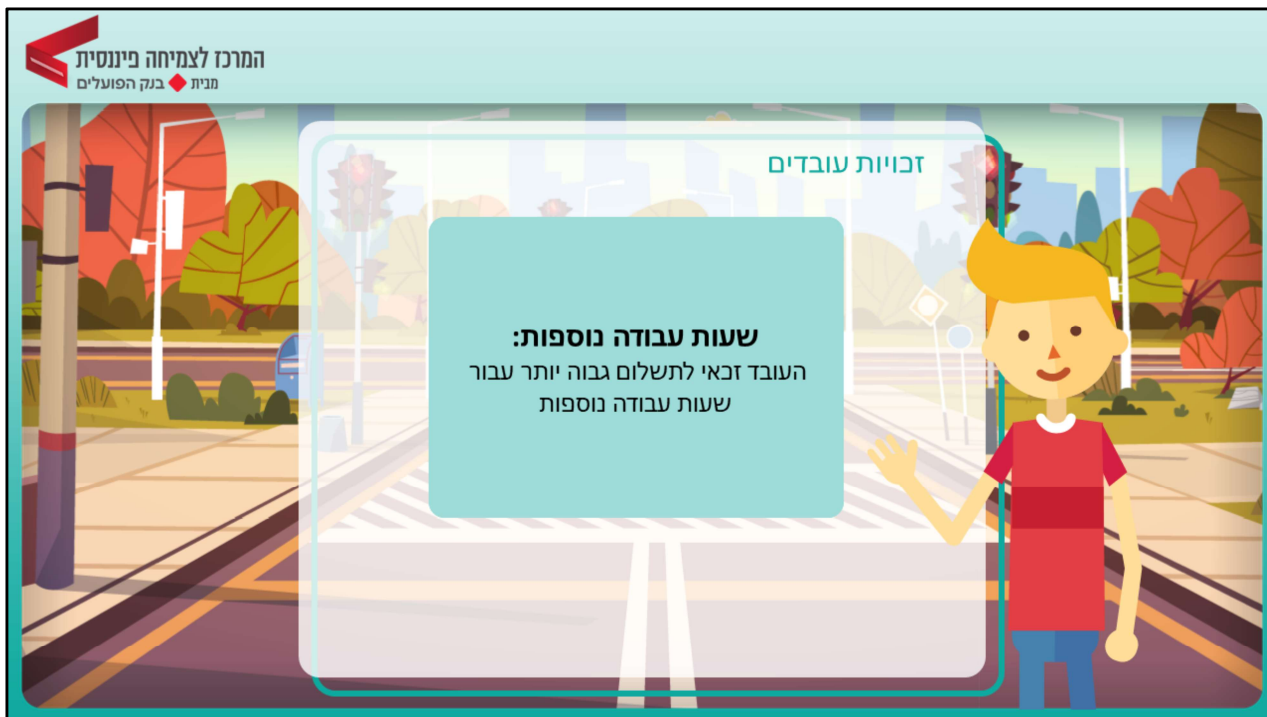 המרכז לצמיחה פיננסית
מבית בנק הפועלים
זכויות עובדים
שעות עבודה נוספות:
העובד זכאי לתשלום גבוה יותר עבור
שעות עבודה נוספות